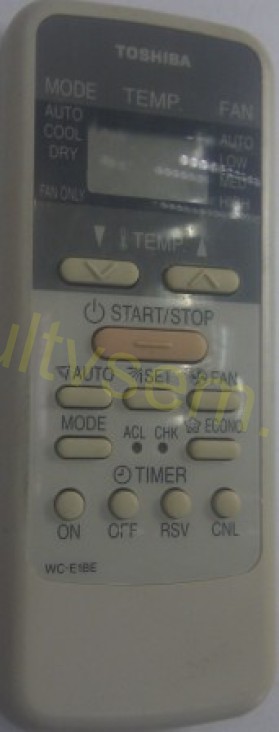 TOSHIBA
MODE TEMP. FAN
AUTO AUTO
COOL LOW
DRY MED
FAN ONLY HIGH
TEMP.
START/STOP
AUTO SET FAN
MODE ACL CHK ECONO.
TIMER
ON OFF RSV CNL
WC-E1BE